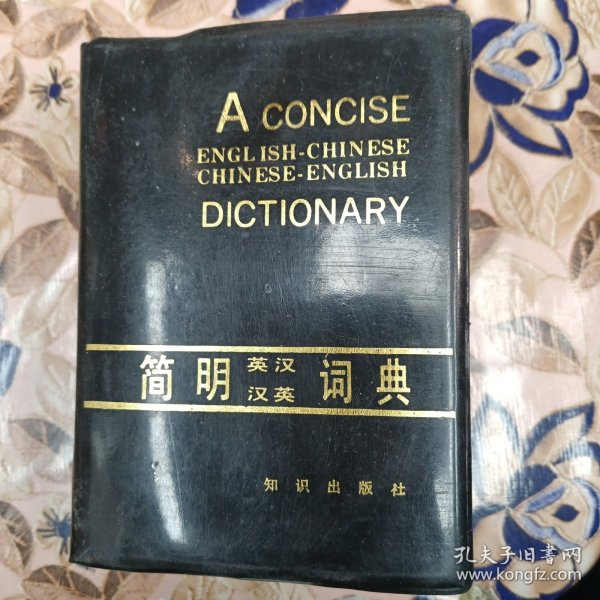 A CONCISE
ENGLISH-CHINESE
CHINESE-ENGLISH
DICTIONARY
简明 英汉 词典
汉英
知识出版社
孔夫子旧书网
www.kongfz.com